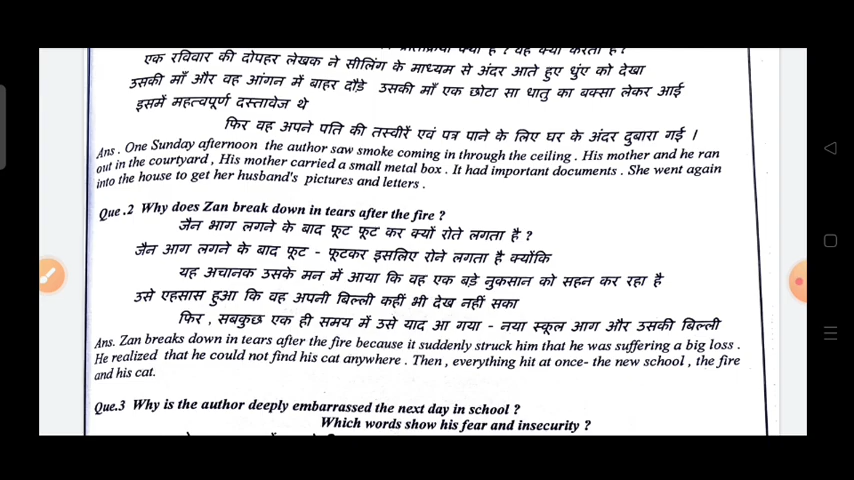 एक रविवार की दोपहर लेखक ने सीलिंग के माध्यम से अंदर आते हुए धुंए को देखा
उसकी माँ और वह आंगन में बाहर दौड़े उसकी माँ एक छोटा सा धातु का बक्सा लेकर आई
इसमें महत्वपूर्ण दस्तावेज थे
फिर वह अपने पति की तस्वीरें एवं पत्र पाने के लिए घर के अंदर दुबारा गई ।
Ans . One Sunday afternoon the author saw smoke coming in through the ceiling . His mother and he ran
out in the courtyard , His mother carried a small metal box . It had important documents . She went again
into the house to get her husband's pictures and letters .
Que .2 Why does Zan break down in tears after the fire ?
जैन भाग लगने के बाद फूट फूट कर क्यों रोते लगता है ?
जैन आग लगने के बाद फूट - फूटकर इसलिए रोने लगता है क्योंकि
यह अचानक उसके मन में आया कि वह एक बड़े नुकसान को सहन कर रहा है
उसे एहसास हुआ कि वह अपनी बिल्ली कहीं भी देख नहीं सका
फिर , सबकुछ एक ही समय में उसे याद आ गया - नया स्कूल आग और उसकी बिल्ली
Ans. Zan breaks down in tears after the fire because it suddenly struck him that he was suffering a big loss .
He realized that he could not find his cat anywhere . Then , everything hit at once- the new school , the fire
and his cat.
Que.3 Why is the author deeply embarrassed the next day in school ?
Which words show his fear and insecurity ?